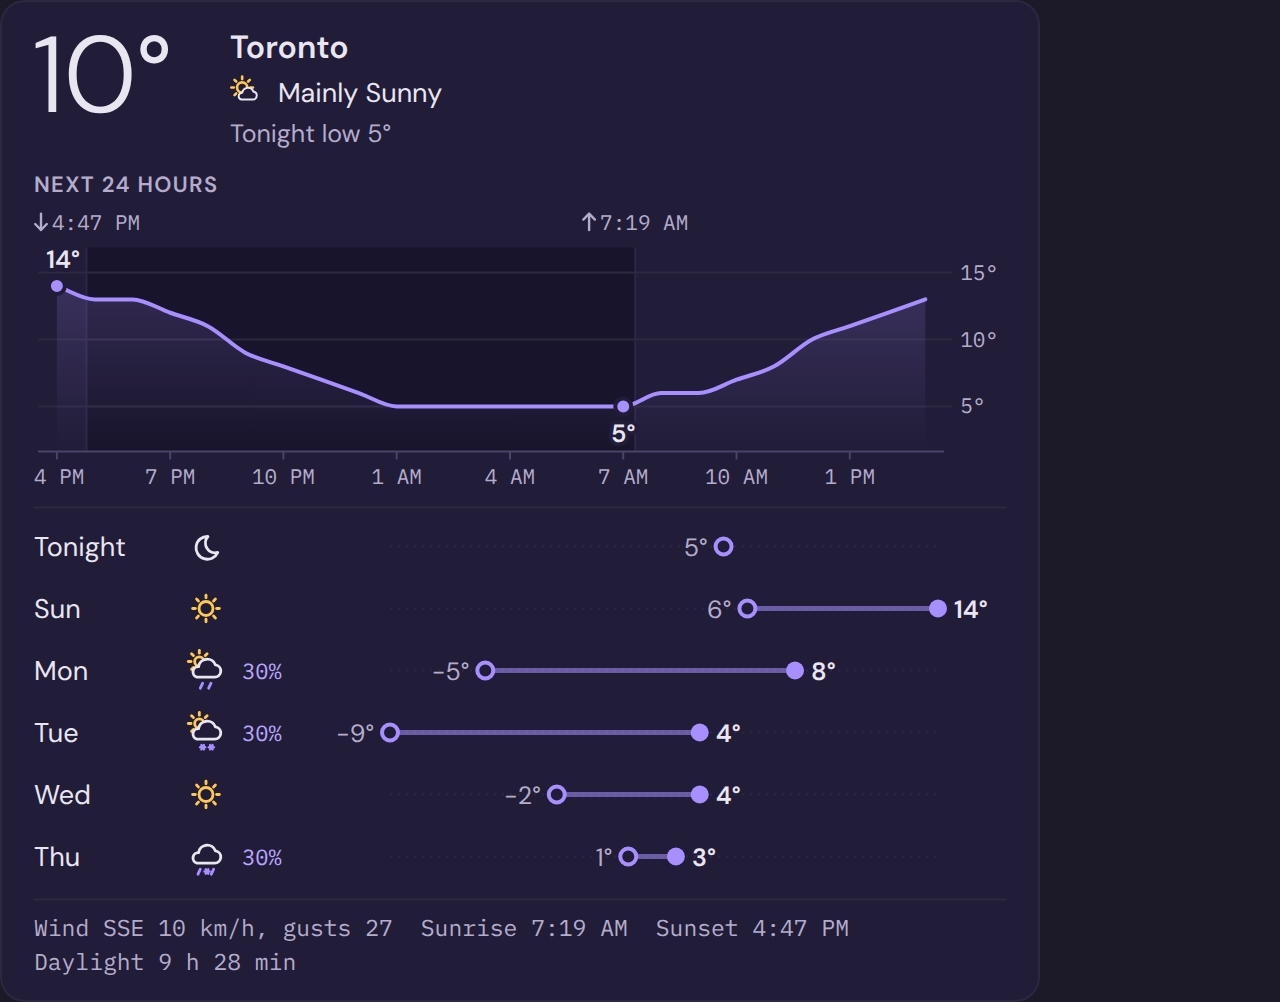 10°
Toronto
Mainly Sunny
Tonight low 5°
NEXT 24 HOURS
↓4:47 PM ↑7:19 AM
14°
15°
10°
5°
5°
4 PM 7 PM 10 PM 1 AM 4 AM 7 AM 10 AM 1 PM
Tonight 5°
Sun 6° 14°
Mon 30% −5° 8°
Tue 30% −9° 4°
Wed −2° 4°
Thu 30% 1° 3°
Wind SSE 10 km/h, gusts 27 Sunrise 7:19 AM Sunset 4:47 PM
Daylight 9 h 28 min